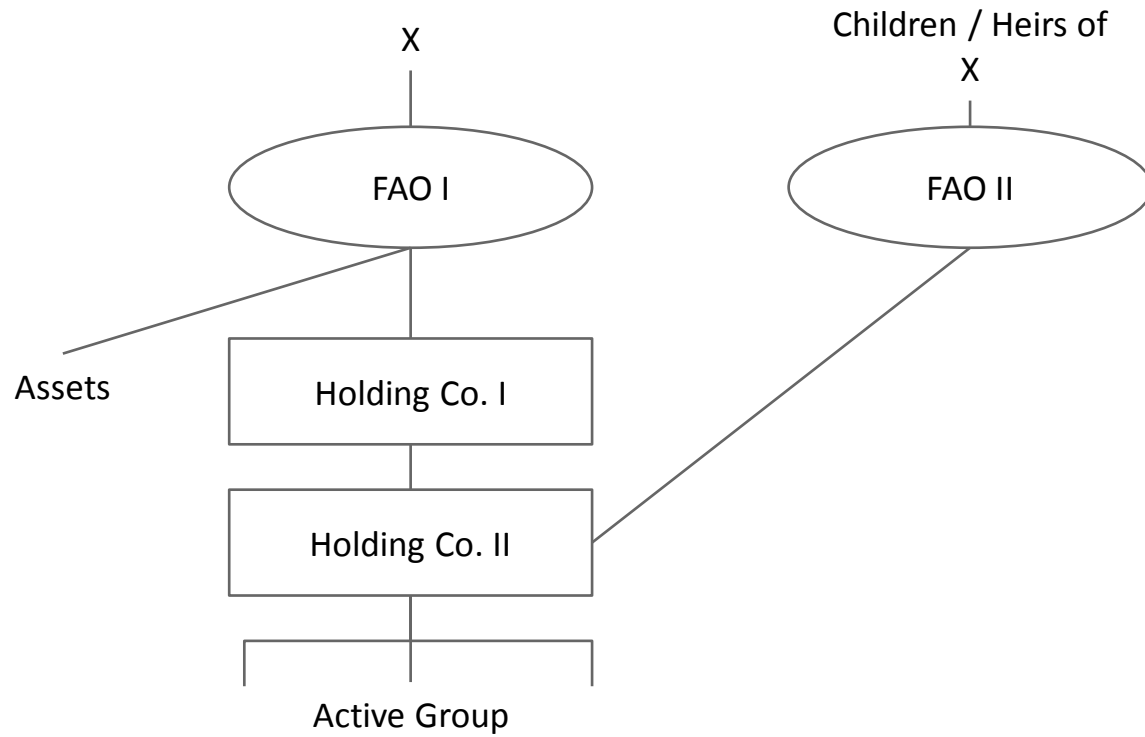 X
Children / Heirs of
X
FAO I
FAO II
Assets
Holding Co. I
Holding Co. II
Active Group